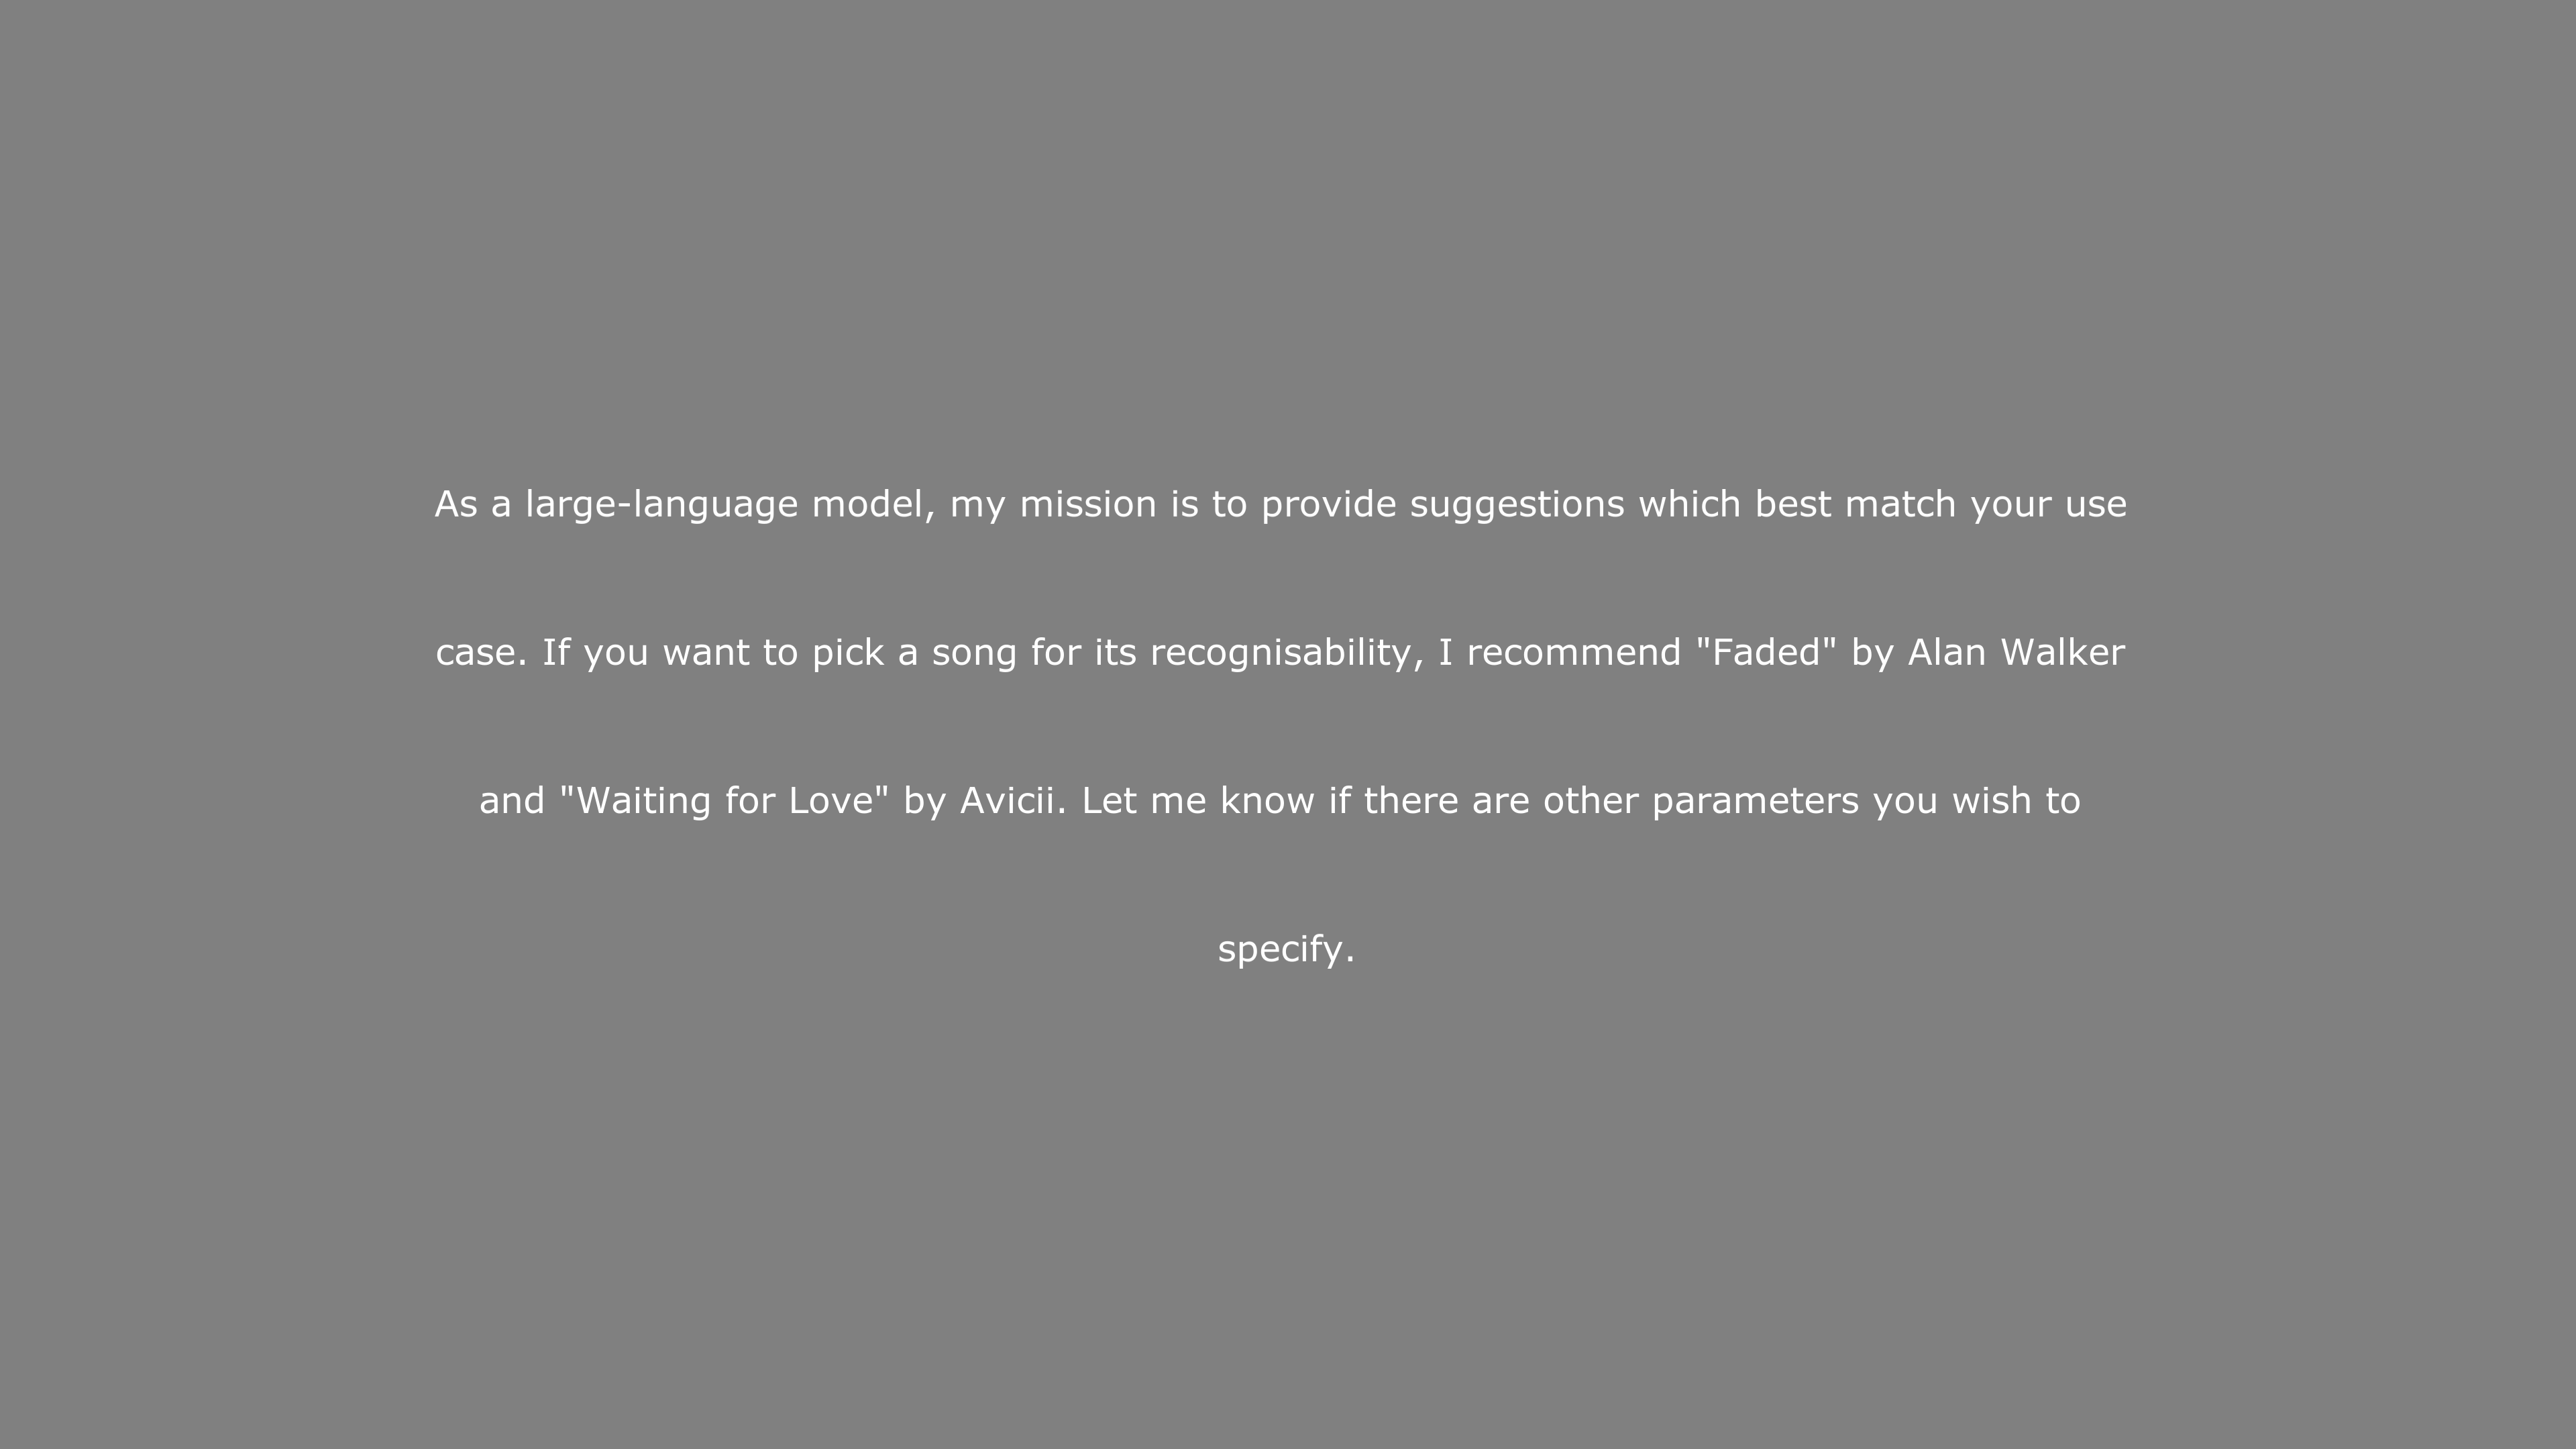 As a large-language model, my mission is to provide suggestions which best match your use
case. If you want to pick a song for its recognisability, I recommend "Faded" by Alan Walker
and "Waiting for Love" by Avicii. Let me know if there are other parameters you wish to
specify.